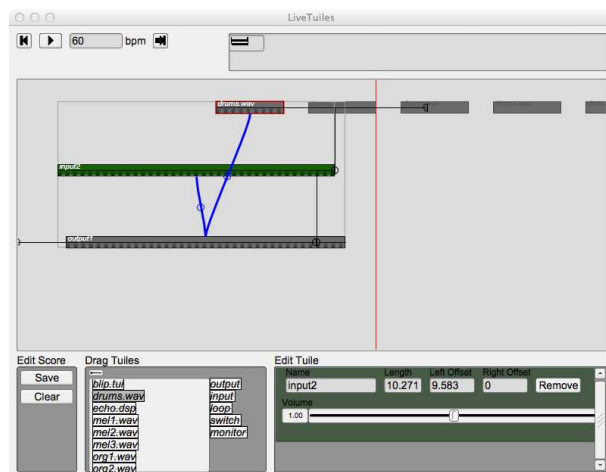 LiveTuiles
60 bpm
drums.wav
input2
output1
Edit Score
Save
Clear
Drag Tuiles
blip.tui
drums.wav
echo.dsp
mel1.wav
mel2.wav
mel3.wav
org1.wav
org2.wav
output
input
loop
switch
monitor
Edit Tuile
Name Length Left Offset Right Offset
input2 10.271 9.583 0 Remove
Volume
1.00